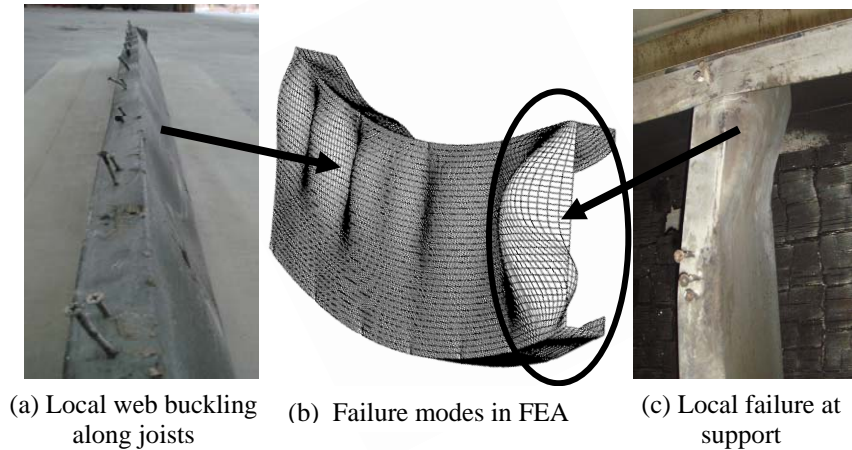 (a) Local web buckling
along joists
(b) Failure modes in FEA
(c) Local failure at
support